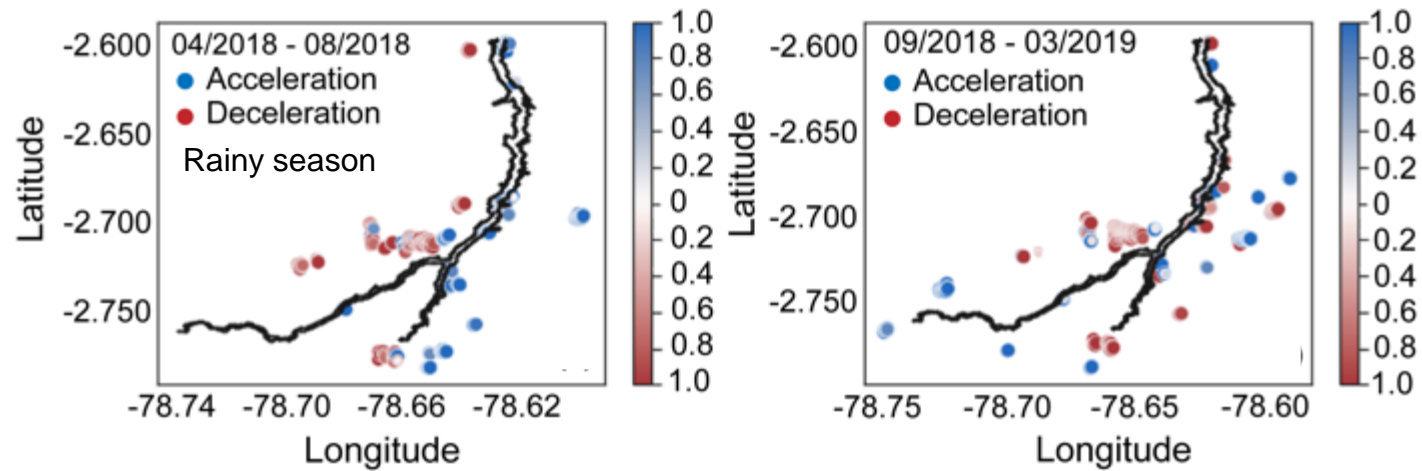 04/2018 - 08/2018
Acceleration
Deceleration
Rainy season
Latitude
-2.600
-2.650
-2.700
-2.750
-78.74 -78.70 -78.66 -78.62
Longitude
1.0
0.8
0.6
0.4
0.2
0
0.2
0.4
0.6
0.8
1.0
09/2018 - 03/2019
Acceleration
Deceleration
Latitude
-2.600
-2.650
-2.700
-2.750
-78.75 -78.70 -78.65 -78.60
Longitude
1.0
0.8
0.6
0.4
0.2
0
0.2
0.4
0.6
0.8
1.0